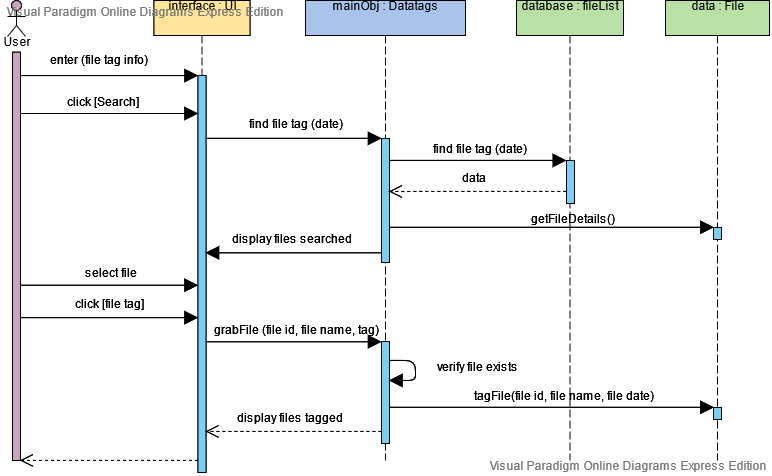 Visual Paradigm Online Diagrams Express Edition
interface : UI
mainObj : Datatags
database : fileList
data : File
User
enter (file tag info)
click [Search]
find file tag (date)
find file tag (date)
data
getFileDetails()
display files searched
select file
click [file tag]
grabFile (file id, file name, tag)
verify file exists
tagFile(file id, file name, file date)
display files tagged
Visual Paradigm Online Diagrams Express Edition